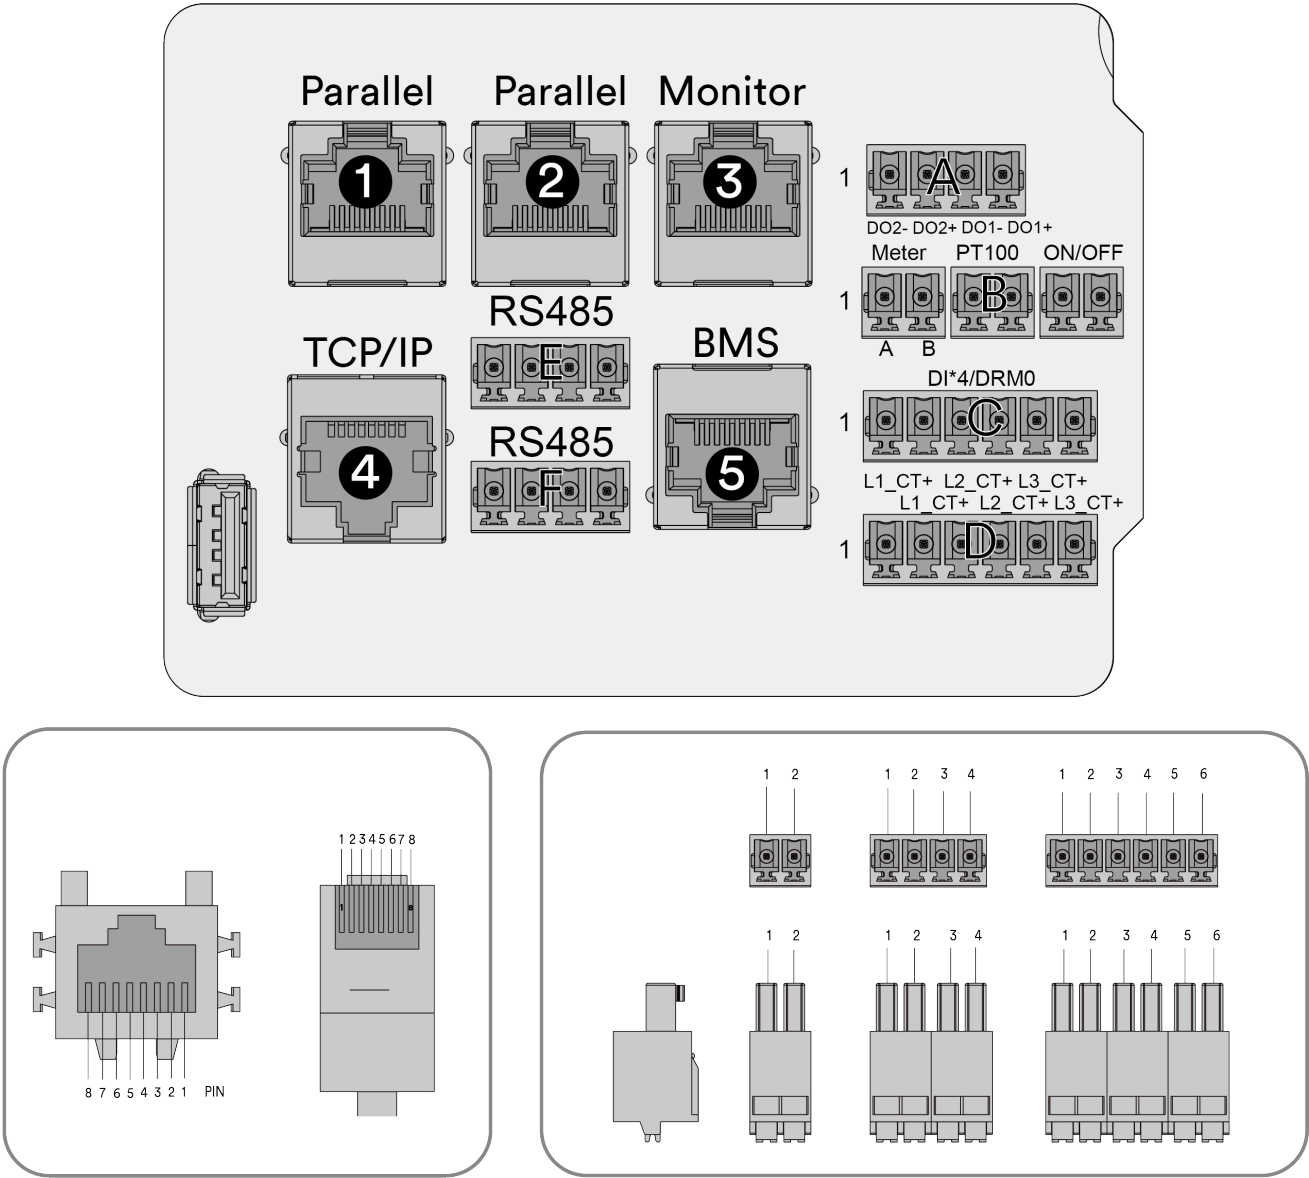 Parallel Parallel Monitor
1 2 3
1 A
DO2- DO2+ DO1- DO1+
Meter PT100 ON/OFF
1 B
A B
RS485
TCP/IP
E
BMS
DI*4/DRM0
1 C
RS485
4 F 5
L1_CT+ L2_CT+ L3_CT+
L1_CT+ L2_CT+ L3_CT+
1 D
1 2 3 4 5 6 7 8
1 8
8 7 6 5 4 3 2 1 PIN
1 2 1 2 3 4 1 2 3 4 5 6
1 2 1 2 3 4 1 2 3 4 5 6